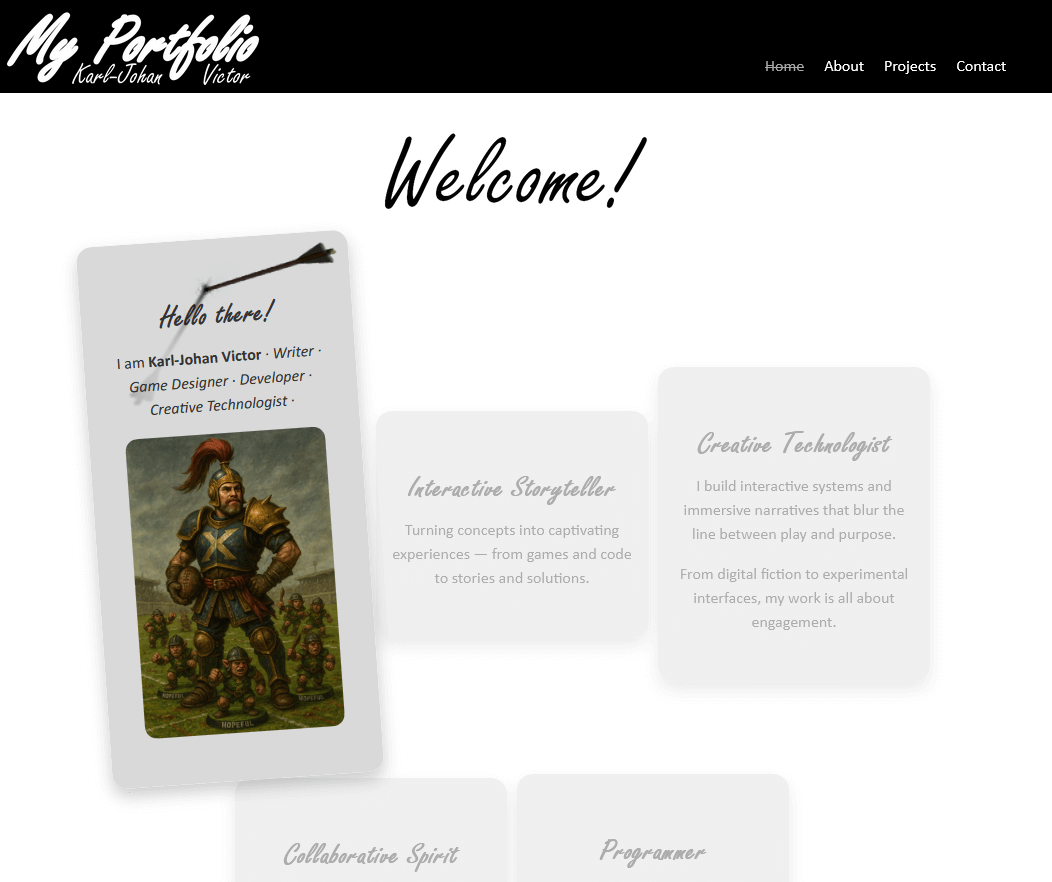 My Portfolio
Karl-Johan Victor
Home About Projects Contact
Welcome!
Hello there!
I am Karl-Johan Victor · Writer ·
Game Designer · Developer ·
Creative Technologist ·
HOPEFUL
HOPEFUL
HOPEFUL
Interactive Storyteller
Turning concepts into captivating
experiences — from games and code
to stories and solutions.
Creative Technologist
I build interactive systems and
immersive narratives that blur the
line between play and purpose.
From digital fiction to experimental
interfaces, my work is all about
engagement.
Collaborative Spirit
Programmer